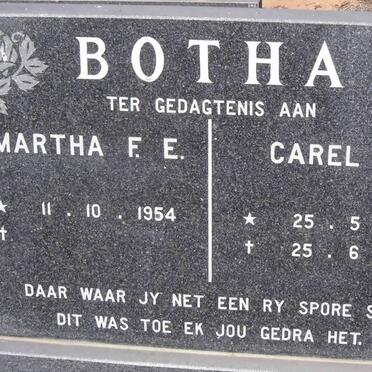 BOTHA
TER GEDAGTENIS AAN
MARTHA F. E.
★ 11 . 10 . 1954
†
CAREL
★ 25 . 5
† 25 . 6
DAAR WAAR JY NET EEN RY SPORE S
DIT WAS TOE EK JOU GEDRA HET.